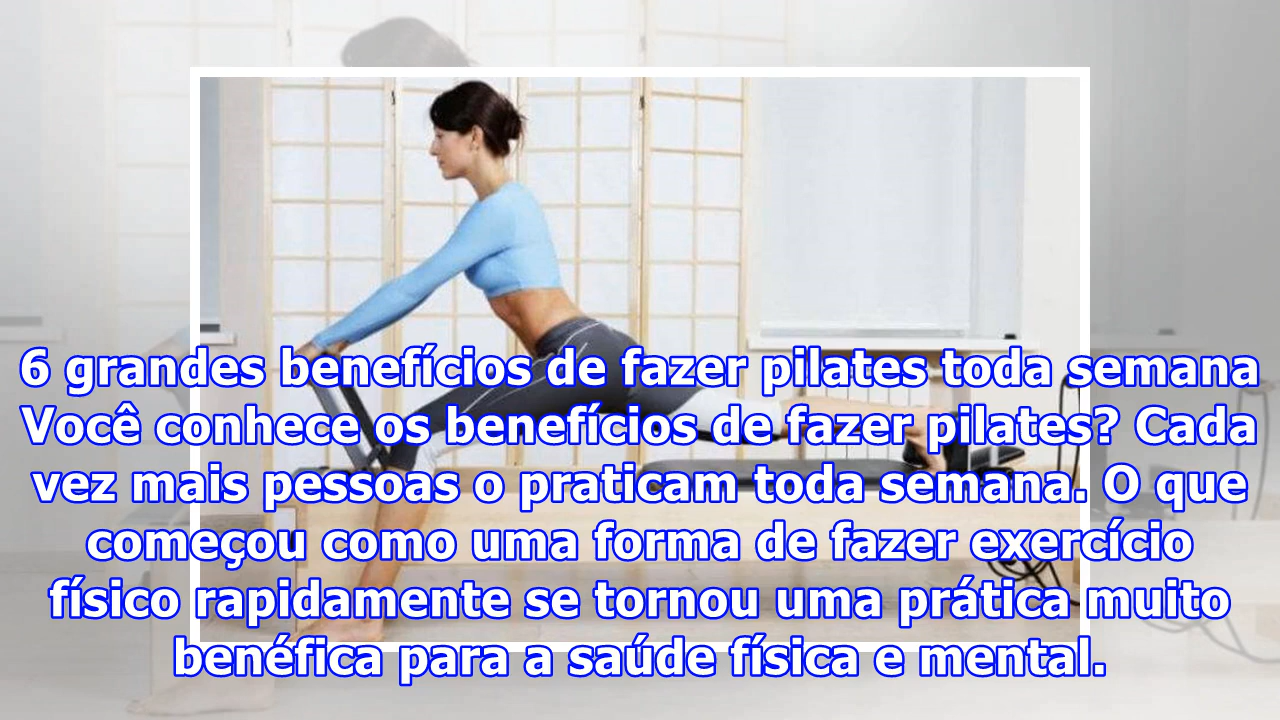 6 grandes benefícios de fazer pilates toda semana
Você conhece os benefícios de fazer pilates? Cada
vez mais pessoas o praticam toda semana. O que
começou como uma forma de fazer exercício
físico rapidamente se tornou uma prática muito
benéfica para a saúde física e mental.